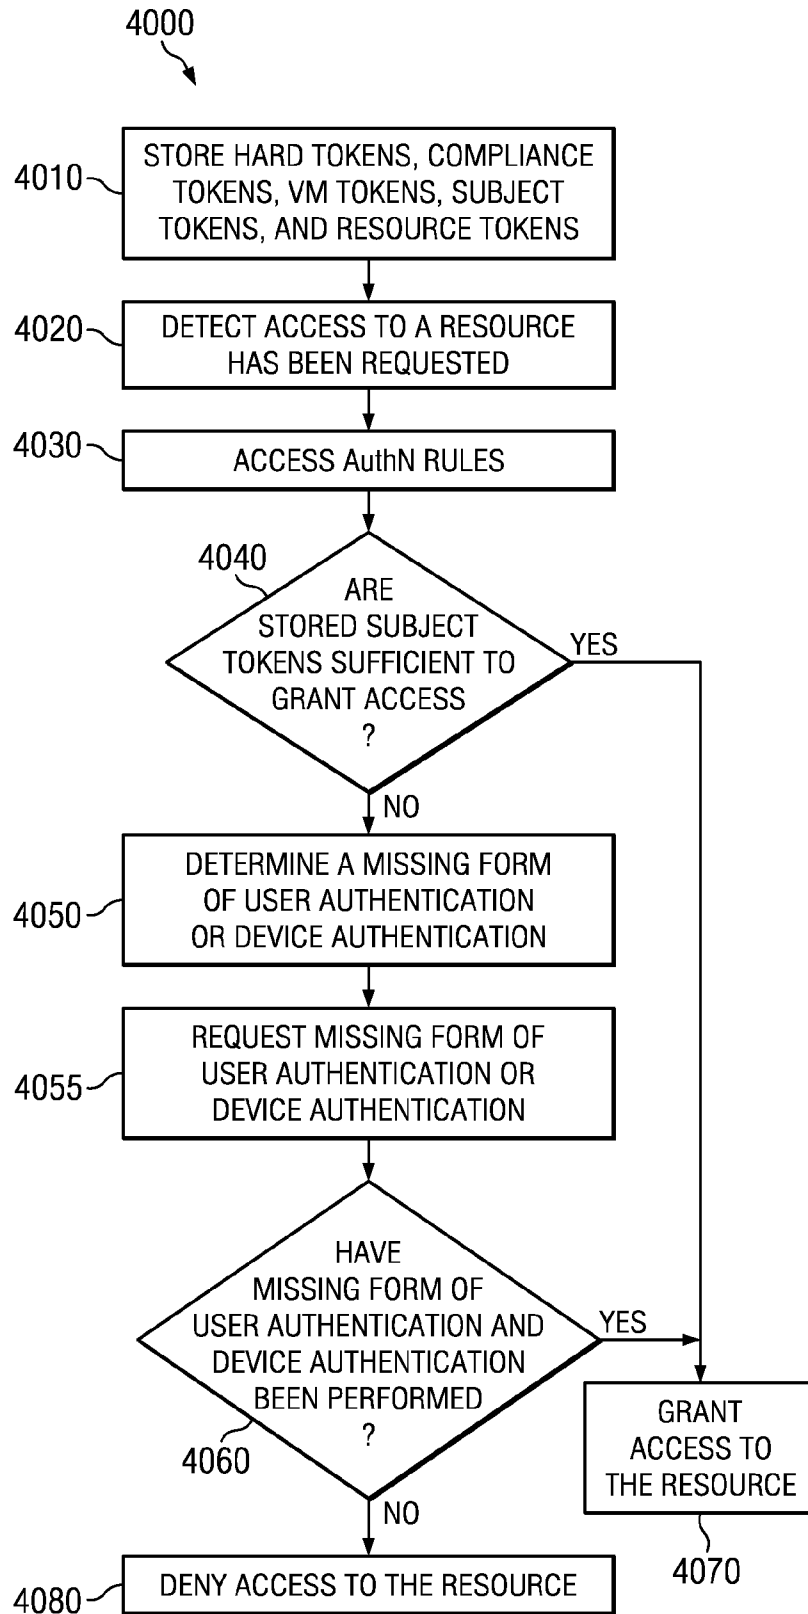 4000
4010
STORE HARD TOKENS, COMPLIANCE
TOKENS, VM TOKENS, SUBJECT
TOKENS, AND RESOURCE TOKENS
4020
DETECT ACCESS TO A RESOURCE
HAS BEEN REQUESTED
4030
ACCESS AuthN RULES
4040
ARE
STORED SUBJECT
TOKENS SUFFICIENT TO
GRANT ACCESS
?
YES
NO
4050
DETERMINE A MISSING FORM
OF USER AUTHENTICATION
OR DEVICE AUTHENTICATION
4055
REQUEST MISSING FORM OF
USER AUTHENTICATION OR
DEVICE AUTHENTICATION
HAVE
MISSING FORM OF
USER AUTHENTICATION AND
DEVICE AUTHENTICATION
BEEN PERFORMED
?
4060
YES
NO
GRANT
ACCESS TO
THE RESOURCE
4070
4080
DENY ACCESS TO THE RESOURCE